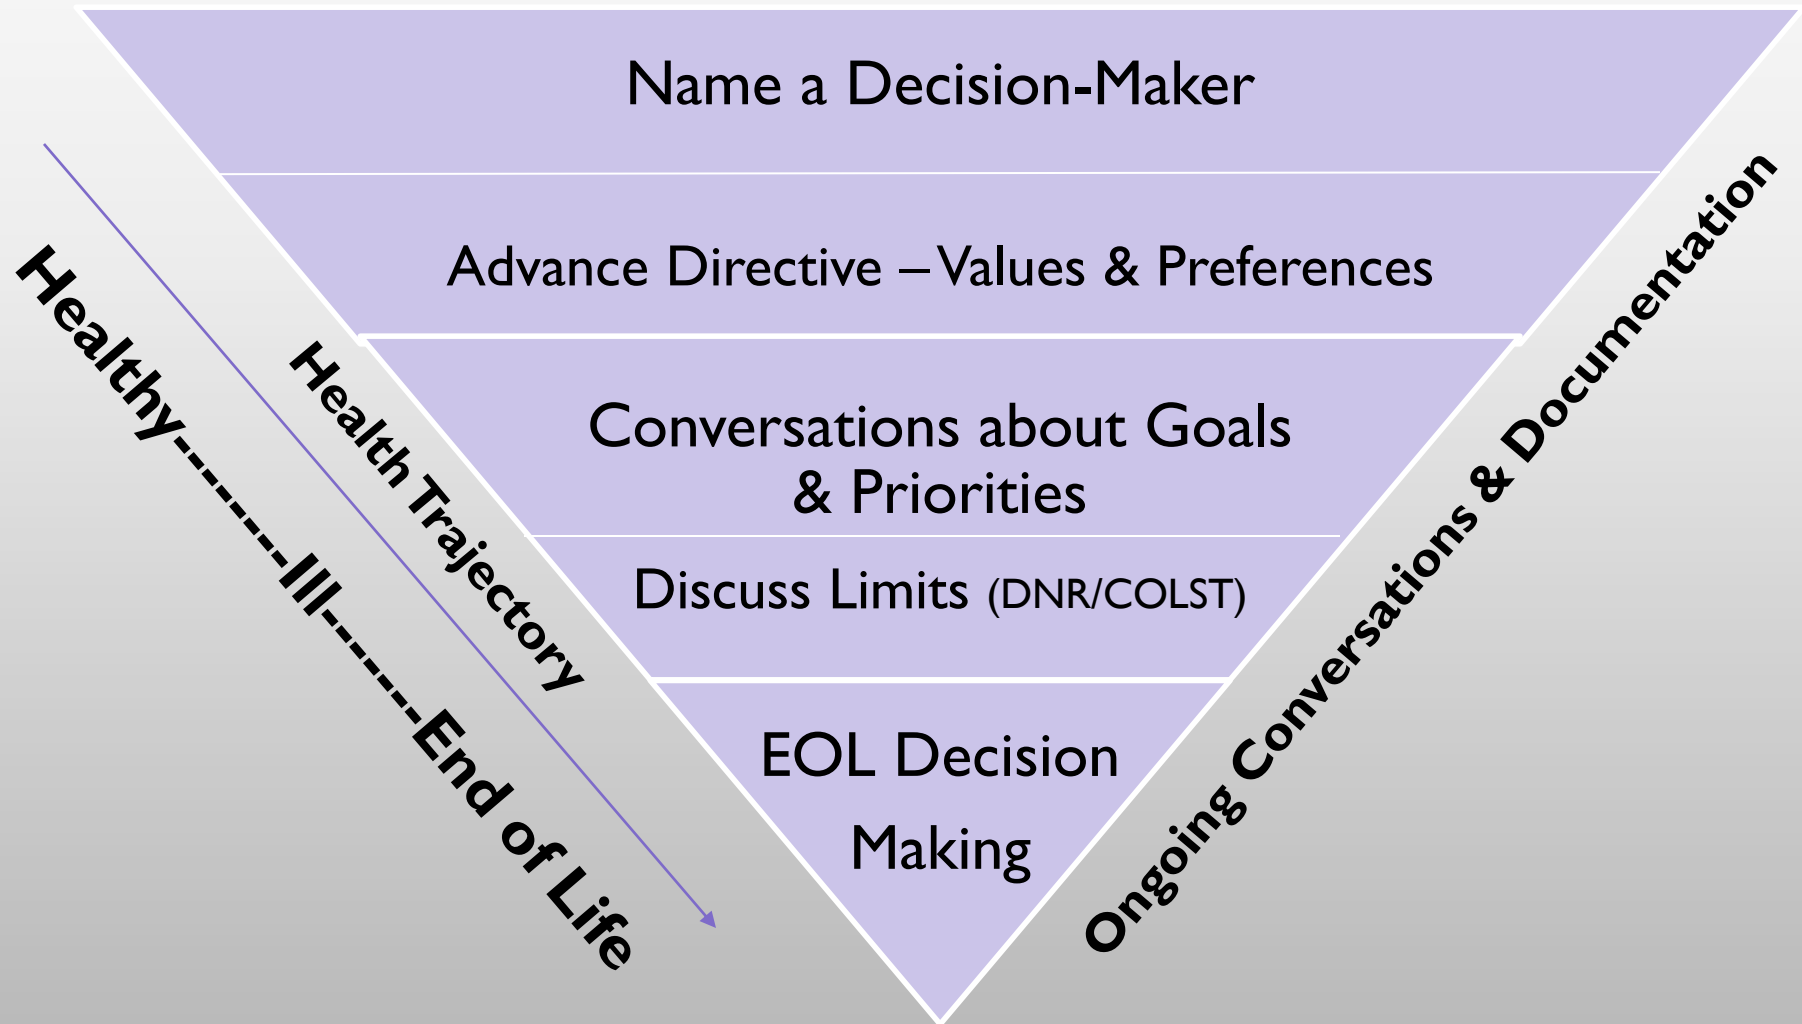 Name a Decision-Maker
Advance Directive – Values & Preferences
Conversations about Goals
& Priorities
Discuss Limits (DNR/COLST)
EOL Decision
Making
Healthy-------Ill------End of Life
Health Trajectory
Ongoing Conversations & Documentation